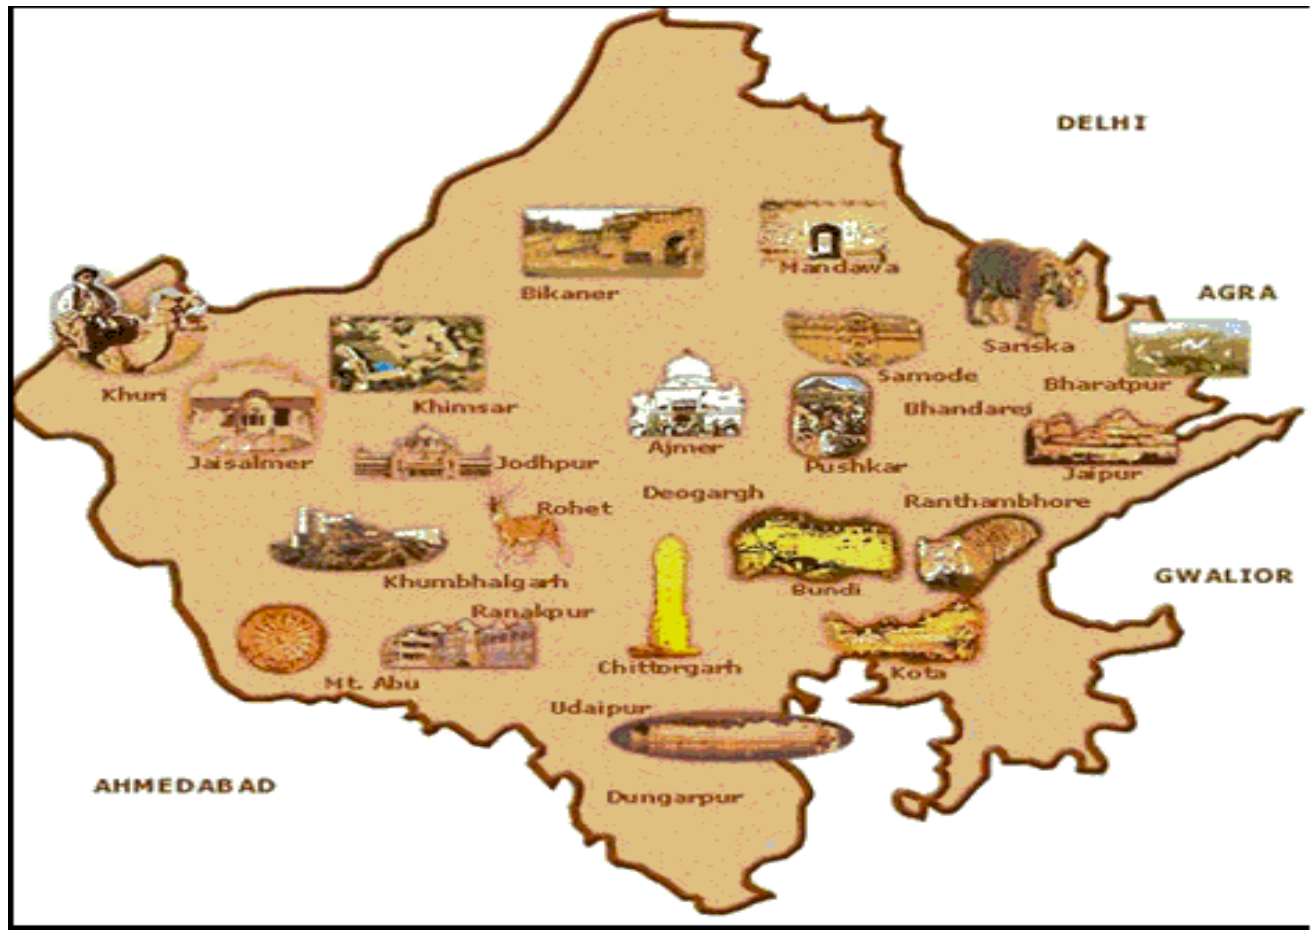 DELHI
Bikaner
Mandawa
AGRA
Sariska
Khuri
Khimsar
Samode
Bharatpur
Bhandarej
Ajmer
Jaisalmer
Jodhpur
Pushkar
Jaipur
Deogargh
Ranthambhore
Rohet
Khumbhalgarh
Bundi
GWALIOR
Ranakpur
Chittorgarh
Kota
Mt. Abu
Udaipur
AHMEDABAD
Dungarpur